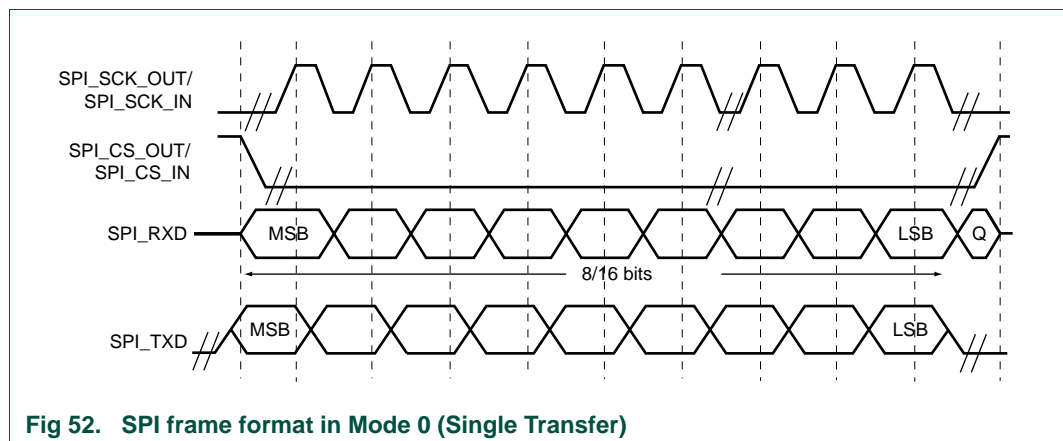 SPI_SCK_OUT/
SPI_SCK_IN
SPI_CS_OUT/
SPI_CS_IN
SPI_RXD
MSB
LSB
Q
8/16 bits
SPI_TXD
MSB
LSB
Fig 52. SPI frame format in Mode 0 (Single Transfer)